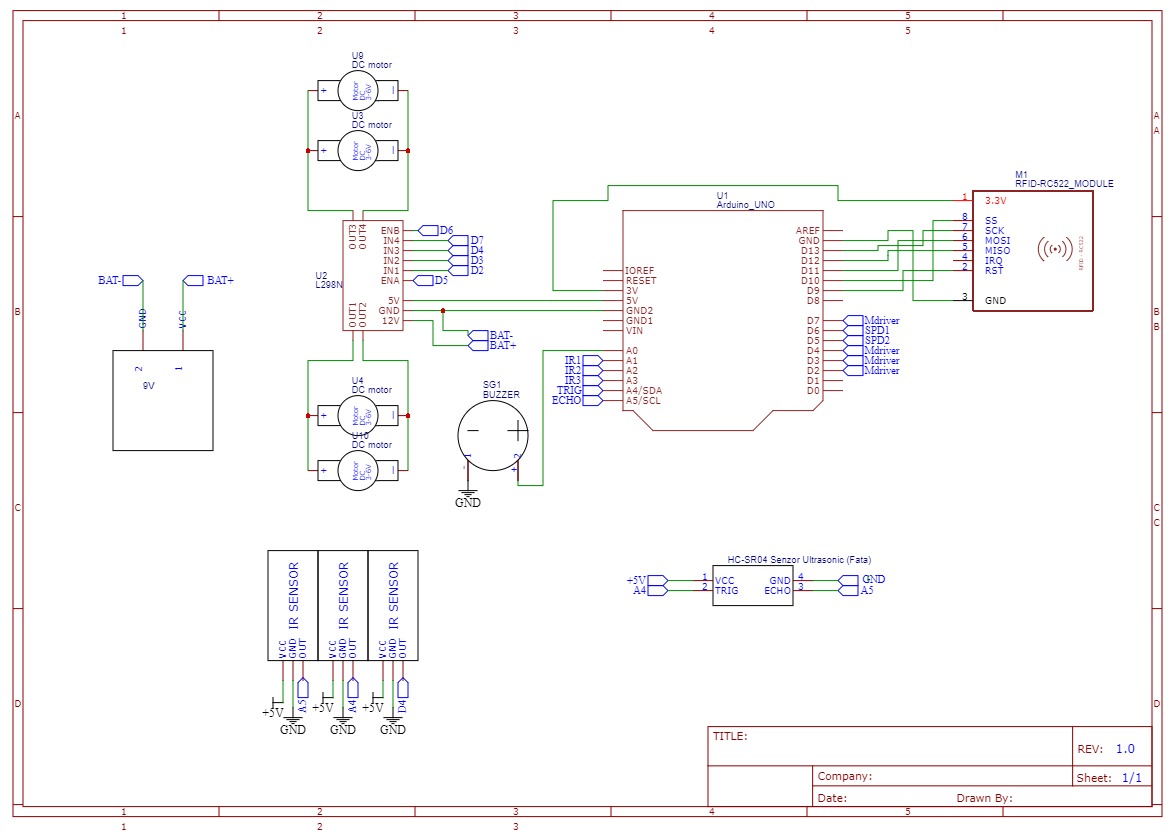 1 2 3 4 5
1 2 3 4 5
A
A
A
B
B
B
C
C
C
D
D
U9
DC motor
+ Motor DC 3-6V I
U3
DC motor
+ Motor DC 3-6V I
OUT3
OUT4
ENB
IN4
IN3
IN2
IN1
ENA
5V
GND
12V
OUT1
OUT2
U2
L298N
D6
D7
D4
D3
D2
D5
BAT-
BAT+
BAT-
BAT+
GND
VCC
2 1
9V
U4
DC motor
+ Motor DC 3-6V I
U10
DC motor
+ Motor DC 3-6V I
SG1
BUZZER
1
2
-
+
GND
U1
Arduino_UNO
IOREF
RESET
3V
5V
GND2
GND1
VIN
A0
A1
A2
A3
A4/SDA
A5/SCL
IR1
IR2
IR3
TRIG
ECHO
AREF
GND
D13
D12
D11
D10
D9
D8
D7
D6
D5
D4
D3
D2
D1
D0
Mdriver
SPD1
SPD2
Mdriver
Mdriver
Mdriver
M1
RFID-RC522_MODULE
1 3.3V
8 SS
7 SCK
6 MOSI
5 MISO
4 IRQ
2 RST
3 GND
RFID-RC522
IR SENSOR
VCC
GND
OUT
IR SENSOR
VCC
GND
OUT
IR SENSOR
VCC
GND
OUT
+5V
GND
A5
+5V
GND
A4
+5V
GND
D4
HC-SR04 Senzor Ultrasonic (Fata)
+5V 1 VCC GND 4 GND
A4 2 TRIG ECHO 3 A5
TITLE:
REV: 1.0
Company:
Sheet: 1/1
Date:
Drawn By:
1 2 3 4 5
1 2 3